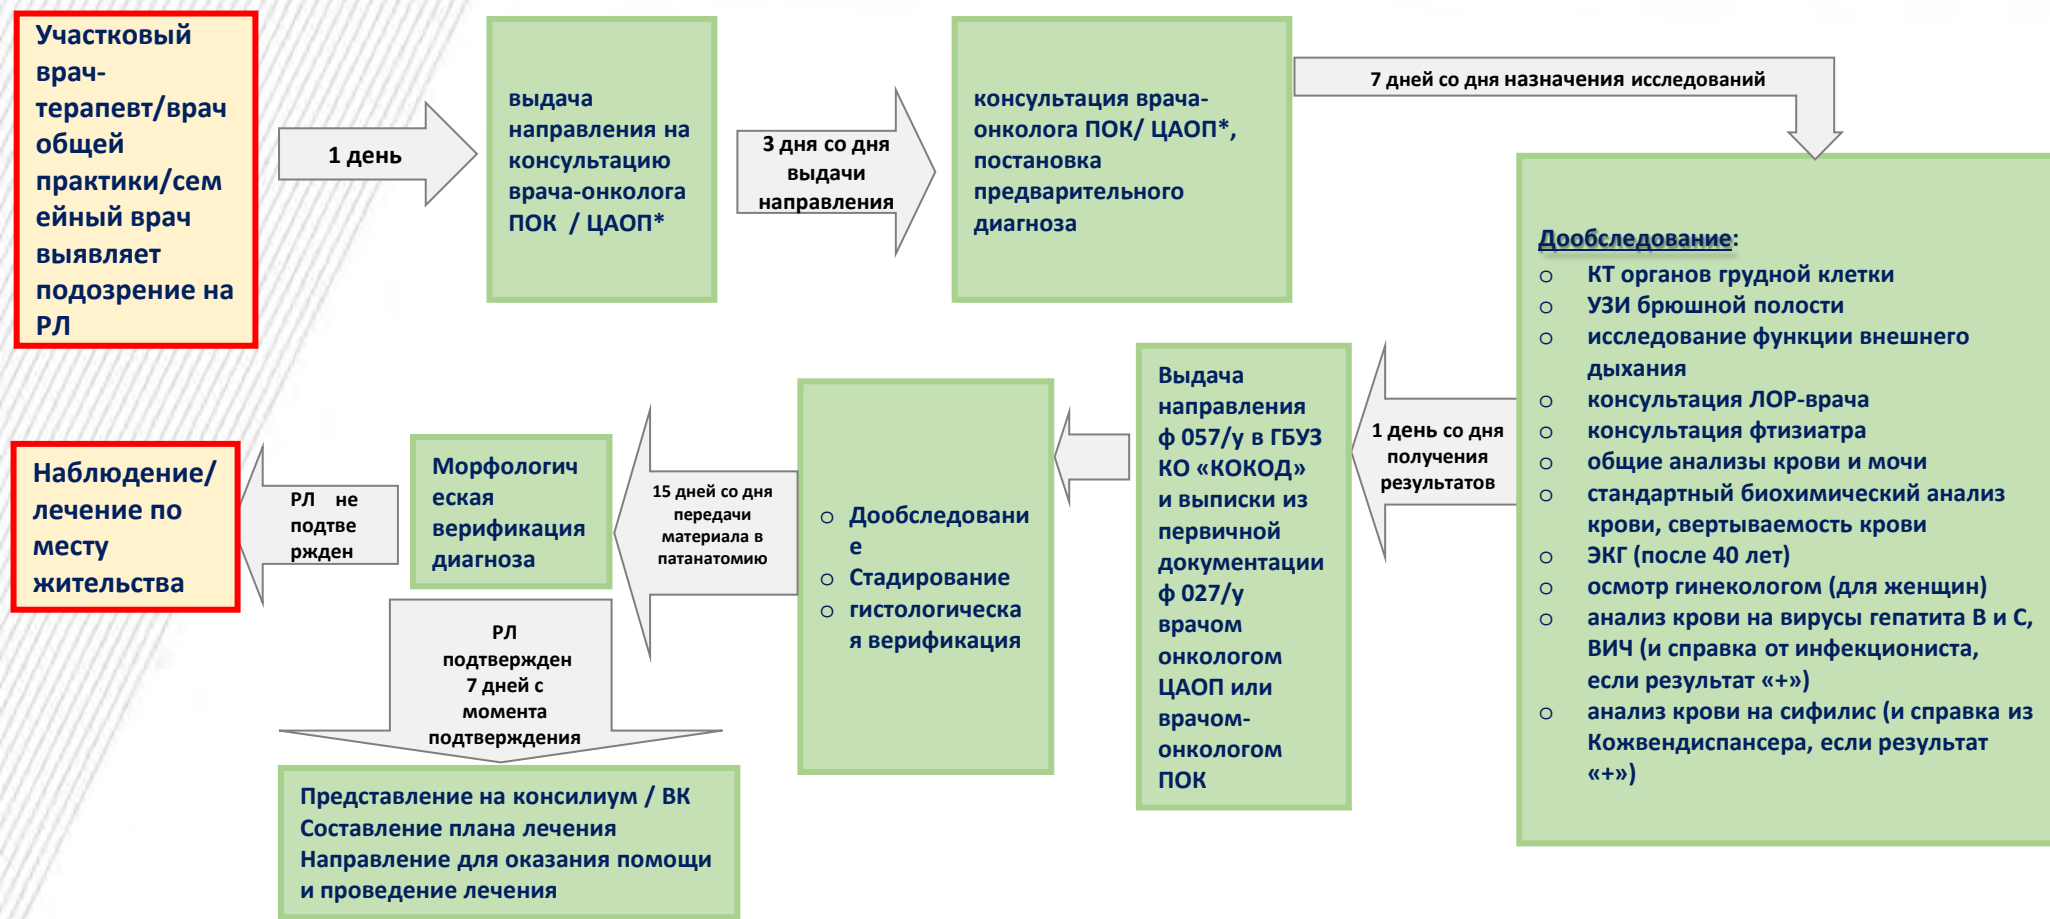 Участковый
врач-
терапевт/врач
общей
практики/сем
ейный врач
выявляет
подозрение на
РЛ
1 день
выдача
направления на
консультацию
врача-онколога
ПОК / ЦАОП*
3 дня со дня
выдачи
направления
консультация врача-
онколога ПОК/ ЦАОП*,
постановка
предварительного
диагноза
7 дней со дня назначения исследований
Дообследование:
o КТ органов грудной клетки
o УЗИ брюшной полости
o исследование функции внешнего
дыхания
o консультация ЛОР-врача
o консультация фтизиатра
o общие анализы крови и мочи
o стандартный биохимический анализ
крови, свертываемость крови
o ЭКГ (после 40 лет)
o осмотр гинекологом (для женщин)
o анализ крови на вирусы гепатита В и С,
ВИЧ (и справка от инфекциониста,
если результат «+»)
o анализ крови на сифилис (и справка из
Кожвендиспансера, если результат
«+»)
1 день со дня
получения
результатов
Выдача
направления
ф 057/у в ГБУЗ
КО «КОКОД»
и выписки из
первичной
документации
ф 027/у
врачом
онкологом
ЦАОП или
врачом-
онкологом
ПОК
o Дообследовани
е
o Стадирование
o гистологическа
я верификация
15 дней со дня
передачи
материала в
патанатомию
Морфологич
еская
верификация
диагноза
РЛ не
подтве
ржден
Наблюдение/
лечение по
месту
жительства
РЛ
подтвержден
7 дней с
момента
подтверждения
Представление на консилиум / ВК
Составление плана лечения
Направление для оказания помощи
и проведение лечения